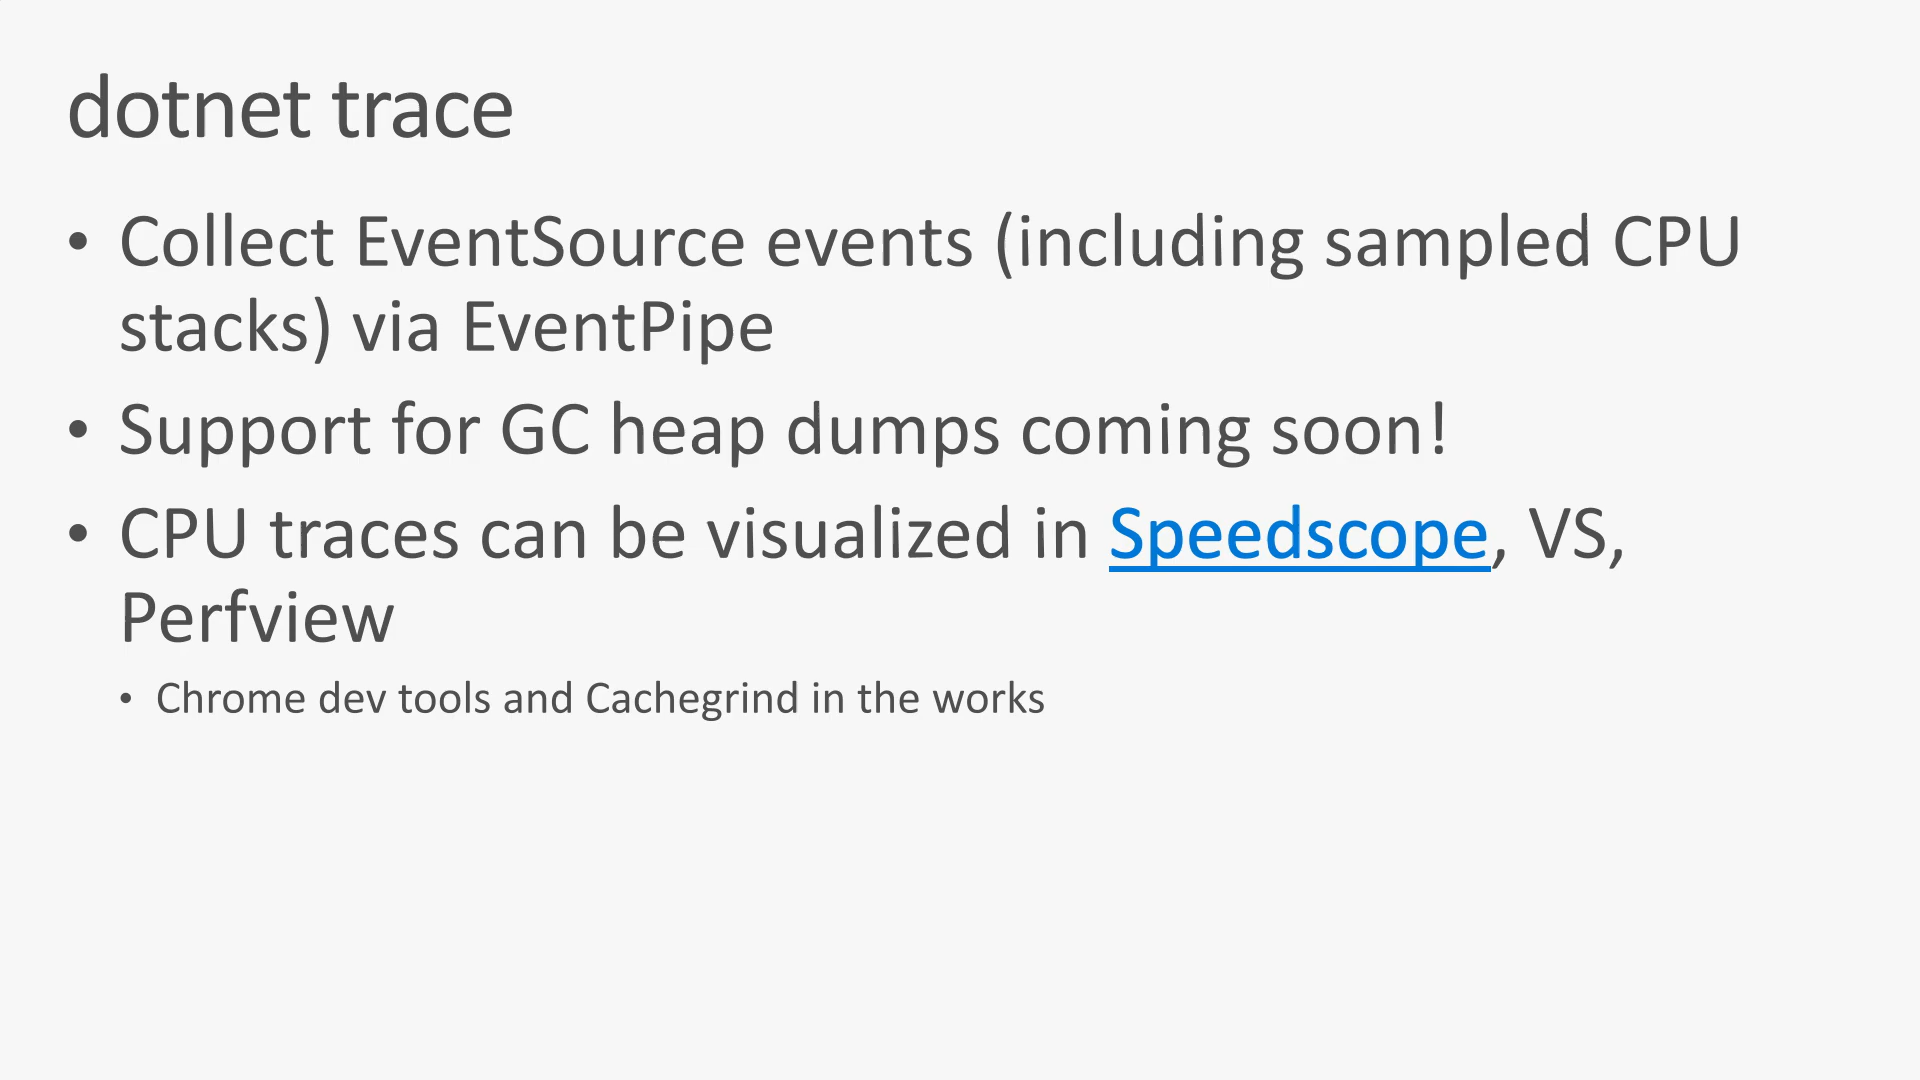 dotnet trace
• Collect EventSource events (including sampled CPU
stacks) via EventPipe
• Support for GC heap dumps coming soon!
• CPU traces can be visualized in Speedscope, VS,
Perfview
• Chrome dev tools and Cachegrind in the works